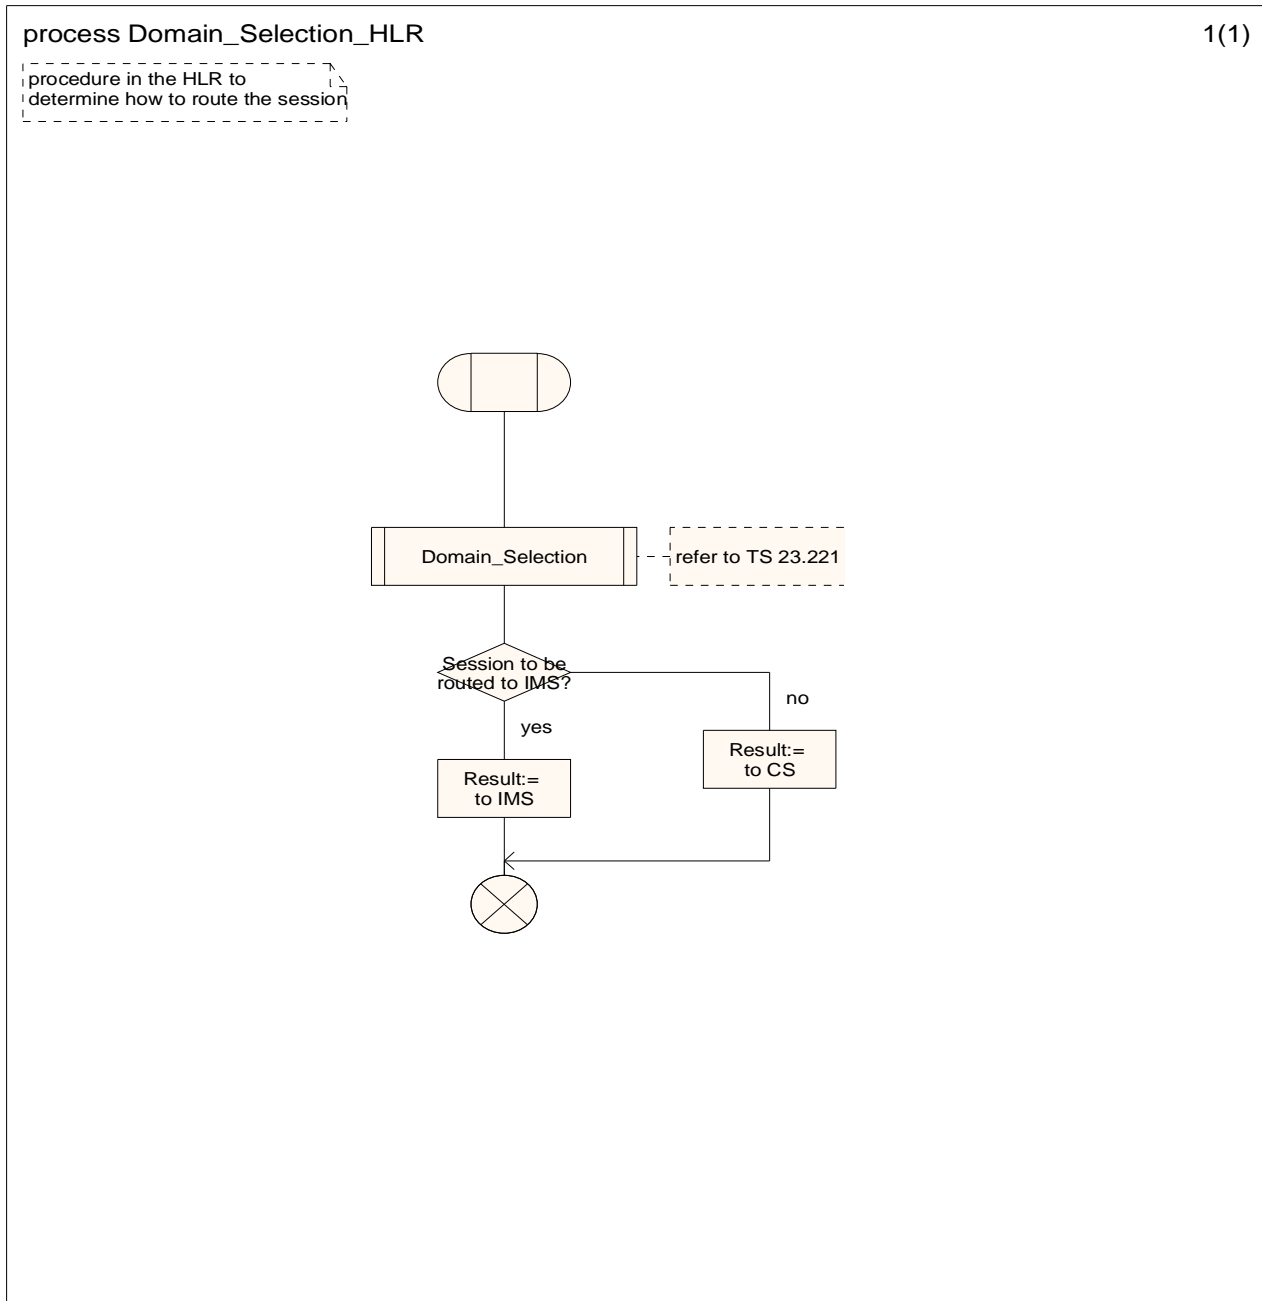 process Domain_Selection_HLR
1(1)
procedure in the HLR to
determine how to route the session
Domain_Selection
refer to TS 23.221
Session to be
routed to IMS?
no
yes
Result:=
to CS
Result:=
to IMS